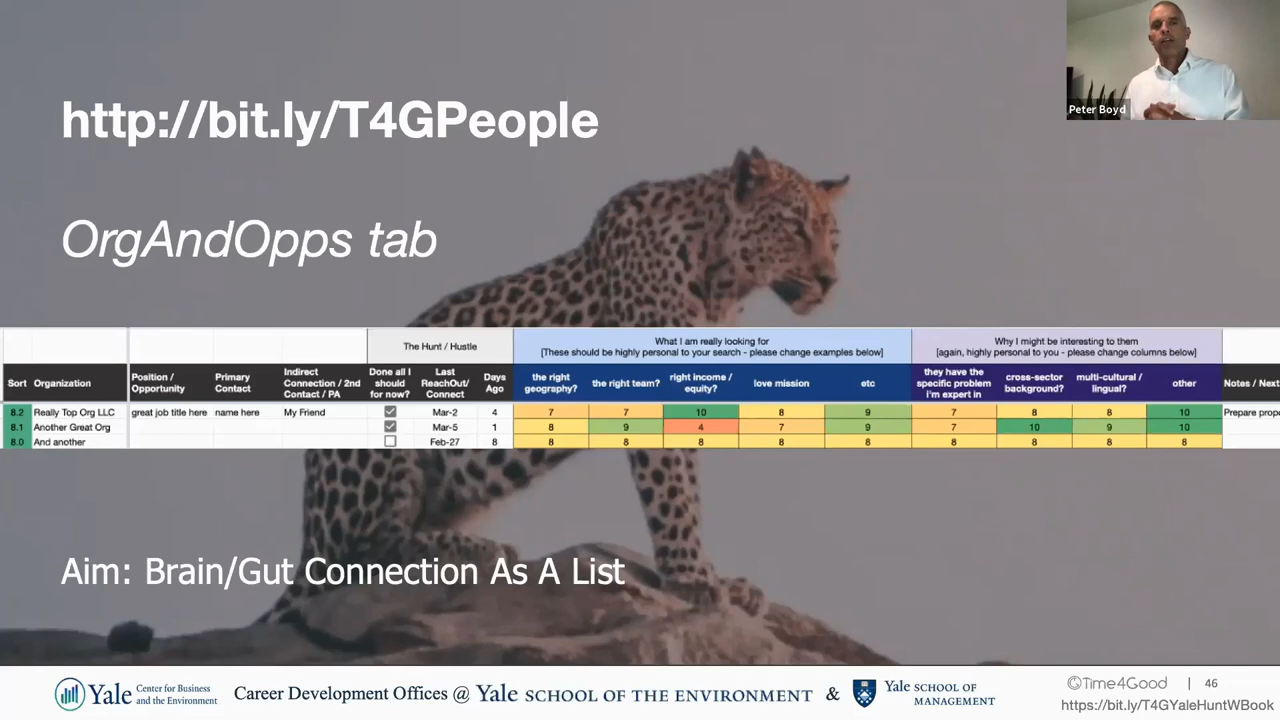 http://bit.ly/T4GPeople
Peter Boyd
OrgAndOpps tab
The Hunt / Hustle
What I am really looking for
[These should be highly personal to your search - please change examples below]
Why I might be interesting to them
[again, highly personal to you - please change columns below]
Sort Organization Position / Opportunity Primary Contact Indirect Connection / 2nd Contact / PA Done all I should for now? Last ReachOut/ Connect Days Ago the right geography? the right team? right income / equity? love mission etc they have the specific problem I'm expert in cross-sector background? multi-cultural / lingual? other Notes / Next
8.2 Really Top Org LLC great job title here name here My Friend Mar-2 4 7 7 10 8 9 7 8 8 10 Prepare propo
8.1 Another Great Org Mar-5 1 8 9 4 7 9 7 10 9 10
8.0 And another Feb-27 8 8 8 8 8 8 8 8 8 8
Aim: Brain/Gut Connection As A List
Yale Center for Business and the Environment
Career Development Offices @ Yale SCHOOL OF THE ENVIRONMENT & Yale SCHOOL OF MANAGEMENT
©Time4Good | 46
https://bit.ly/T4GYaleHuntWBook